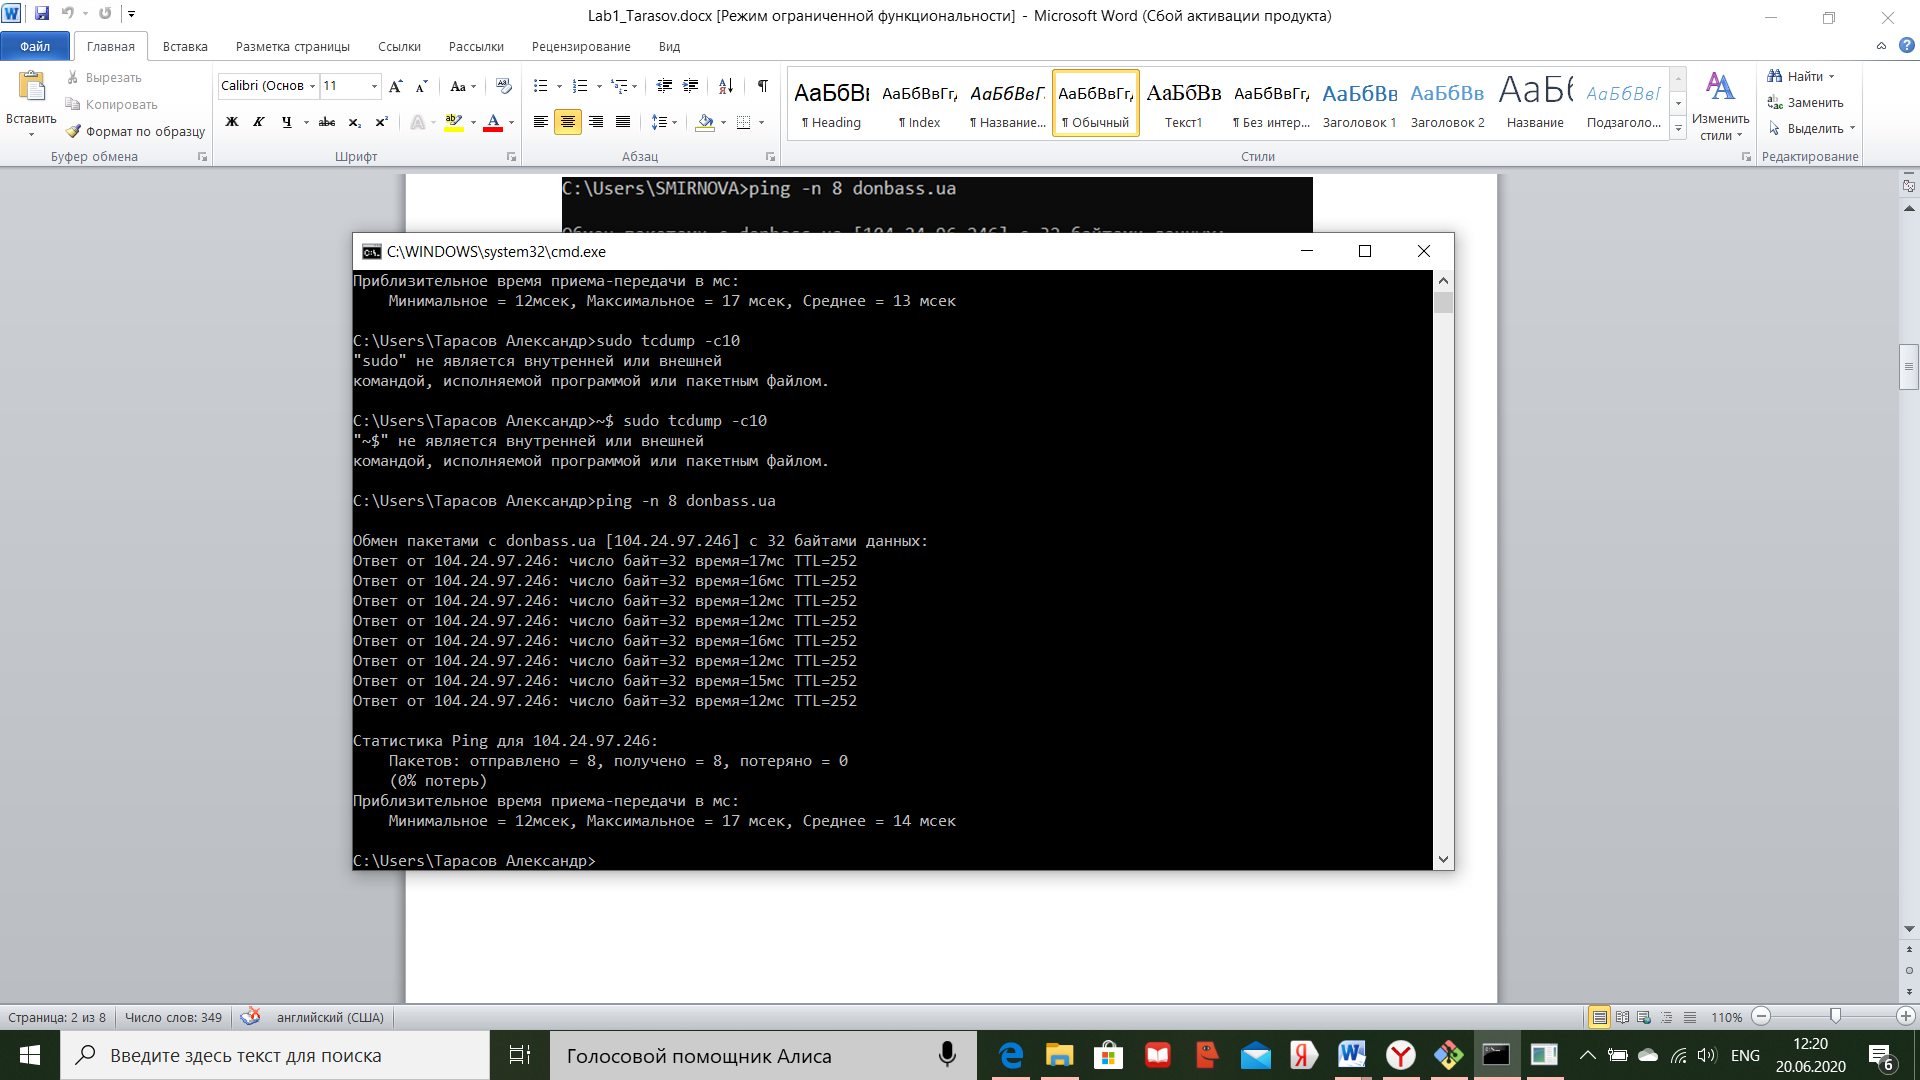 Lab1_Tarasov.docx [Режим ограниченной функциональности] - Microsoft Word (Сбой активации продукта)
Файл Главная Вставка Разметка страницы Ссылки Рассылки Рецензирование Вид
Вставить
Вырезать
Копировать
Формат по образцу
Буфер обмена
Calibri (Основ 11
Ж К Ч abc x₂ x²
Шрифт
Абзац
АаБбВв АаБбВвГг АаБбВвГ АаБбВвГг АаБбВв АаБбВвГг АаБбВв АаБбВв АаБб АаБбВвГ
¶ Heading ¶ Index ¶ Название... ¶ Обычный Текст1 ¶ Без интер... Заголовок 1 Заголовок 2 Название Подзаголо...
Стили
Изменить стили
Найти
Заменить
Выделить
Редактирование
C:\Users\SMIRNOVA>ping -n 8 donbass.ua
C:\WINDOWS\system32\cmd.exe
Приблизительное время приема-передачи в мс:
    Минимальное = 12мсек, Максимальное = 17 мсек, Среднее = 13 мсек
C:\Users\Тарасов Александр>sudo tcdump -c10
"sudo" не является внутренней или внешней
командой, исполняемой программой или пакетным файлом.
C:\Users\Тарасов Александр>~$ sudo tcdump -c10
"~$" не является внутренней или внешней
командой, исполняемой программой или пакетным файлом.
C:\Users\Тарасов Александр>ping -n 8 donbass.ua
Обмен пакетами с donbass.ua [104.24.97.246] с 32 байтами данных:
Ответ от 104.24.97.246: число байт=32 время=17мс TTL=252
Ответ от 104.24.97.246: число байт=32 время=16мс TTL=252
Ответ от 104.24.97.246: число байт=32 время=12мс TTL=252
Ответ от 104.24.97.246: число байт=32 время=12мс TTL=252
Ответ от 104.24.97.246: число байт=32 время=16мс TTL=252
Ответ от 104.24.97.246: число байт=32 время=12мс TTL=252
Ответ от 104.24.97.246: число байт=32 время=15мс TTL=252
Ответ от 104.24.97.246: число байт=32 время=12мс TTL=252
Статистика Ping для 104.24.97.246:
    Пакетов: отправлено = 8, получено = 8, потеряно = 0
    (0% потерь)
Приблизительное время приема-передачи в мс:
    Минимальное = 12мсек, Максимальное = 17 мсек, Среднее = 14 мсек
C:\Users\Тарасов Александр>
Страница: 2 из 8 Число слов: 349 английский (США) 110%
Введите здесь текст для поиска
Голосовой помощник Алиса
ENG
12:20
20.06.2020
6